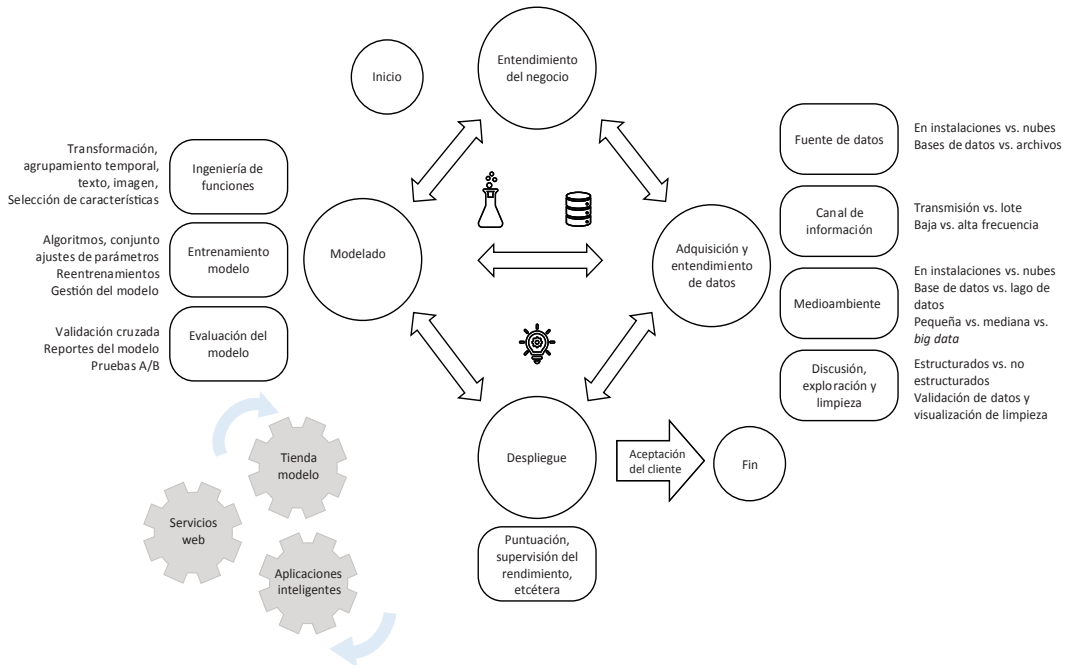 Inicio
Entendimiento
del negocio
Transformación,
agrupamiento temporal,
texto, imagen,
Selección de características
Ingeniería de
funciones
Algoritmos, conjunto
ajustes de parámetros
Reentrenamientos
Gestión del modelo
Entrenamiento
modelo
Validación cruzada
Reportes del modelo
Pruebas A/B
Evaluación del
modelo
Modelado
Adquisición y
entendimiento
de datos
Fuente de datos
En instalaciones vs. nubes
Bases de datos vs. archivos
Canal de
información
Transmisión vs. lote
Baja vs. alta frecuencia
Medioambiente
En instalaciones vs. nubes
Base de datos vs. lago de
datos
Pequeña vs. mediana vs.
big data
Discusión,
exploración y
limpieza
Estructurados vs. no
estructurados
Validación de datos y
visualización de limpieza
Despliegue
Aceptación
del cliente
Fin
Puntuación,
supervisión del
rendimiento,
etcétera
Tienda
modelo
Servicios
web
Aplicaciones
inteligentes